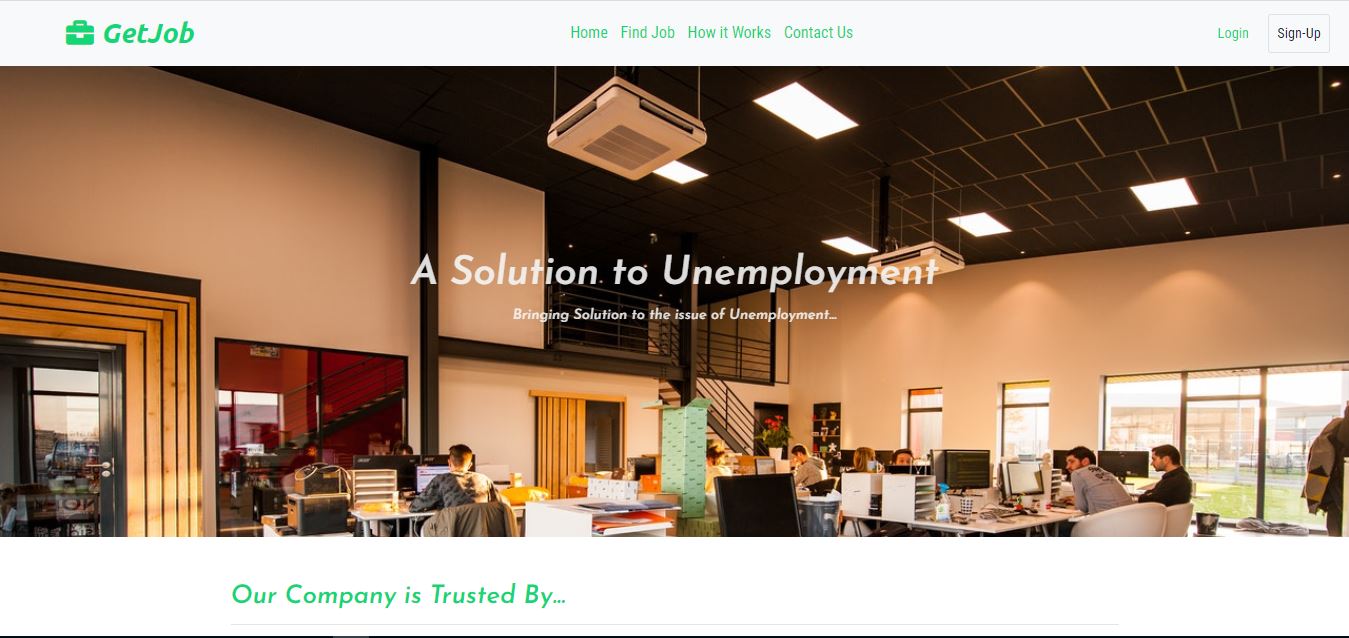 GetJob
Home Find Job How it Works Contact Us
Login Sign-Up
A Solution to Unemployment
Bringing Solution to the issue of Unemployment...
Our Company is Trusted By...